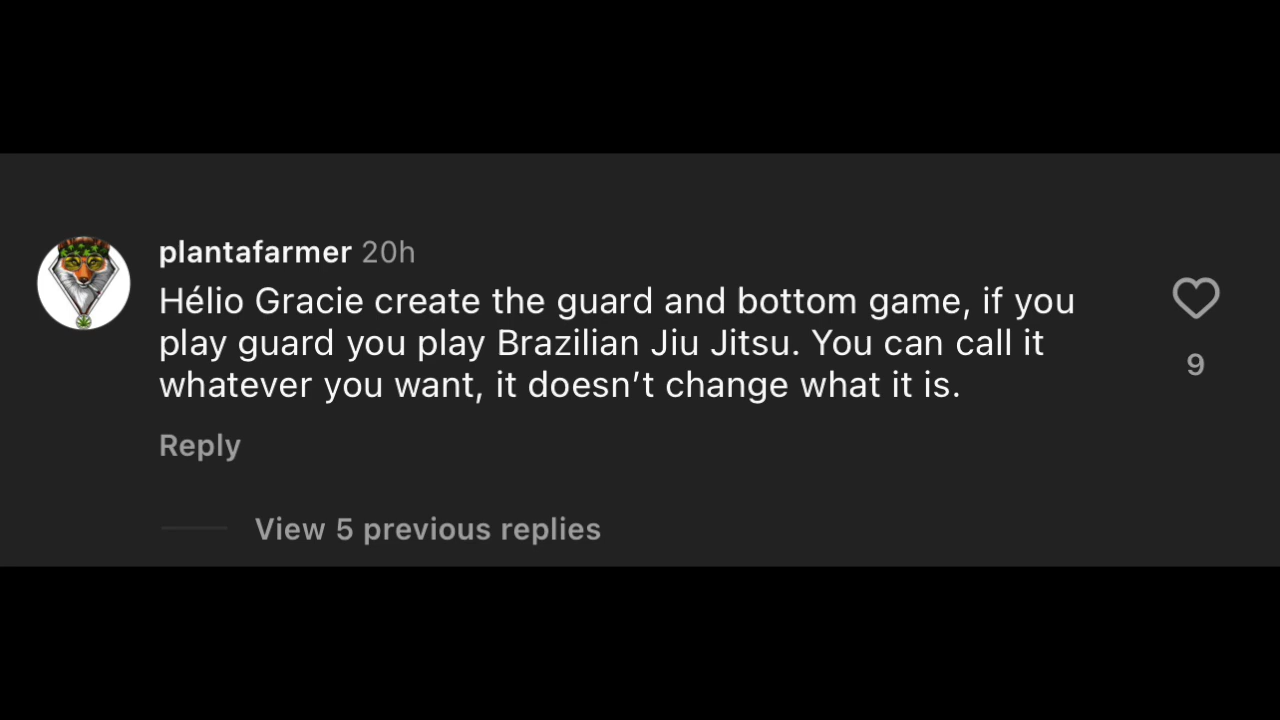 plantafarmer 20h
Hélio Gracie create the guard and bottom game, if you
play guard you play Brazilian Jiu Jitsu. You can call it
whatever you want, it doesn’t change what it is.
9
Reply
View 5 previous replies